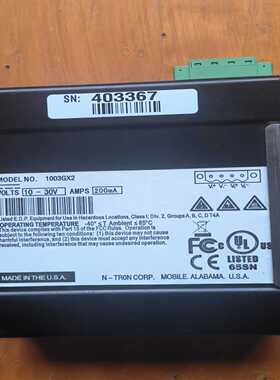 SN: 403367
MODEL NO. 1003GX2
VOLTS 10 - 30V AMPS 200mA
Listed E.D.P. Equipment for Use in Hazardous Locations, Class I, Div. 2, Groups A, B, C, D T4A
OPERATING TEMPERATURE -40° ≤ T Ambient ≤ 85°C
complies with Part 15 of the FCC Rules. Operation is
subject to the following two conditions: (1) This device may not cause
harmful interference, and (2) this device must accept any
interference received, including interference that may cause
undesired operation.
FC CE C UL US
LISTED
65SN
MADE IN THE U.S.A.
N-TRON CORP. MOBILE, ALABAMA, U.S.A.